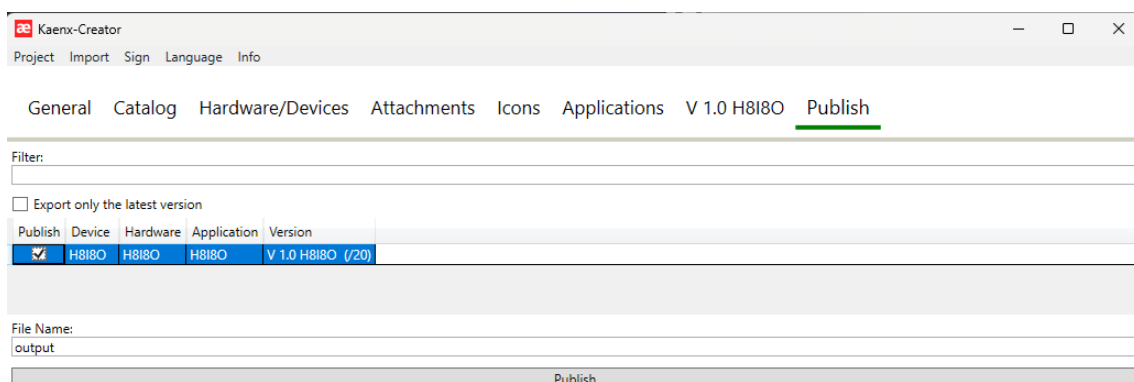 æ Kaenx-Creator
Project Import Sign Language Info
General Catalog Hardware/Devices Attachments Icons Applications V 1.0 H8I8O Publish
Filter:
Export only the latest version
Publish Device Hardware Application Version
H8I8O H8I8O H8I8O V 1.0 H8I8O (/20)
File Name:
output
Publish